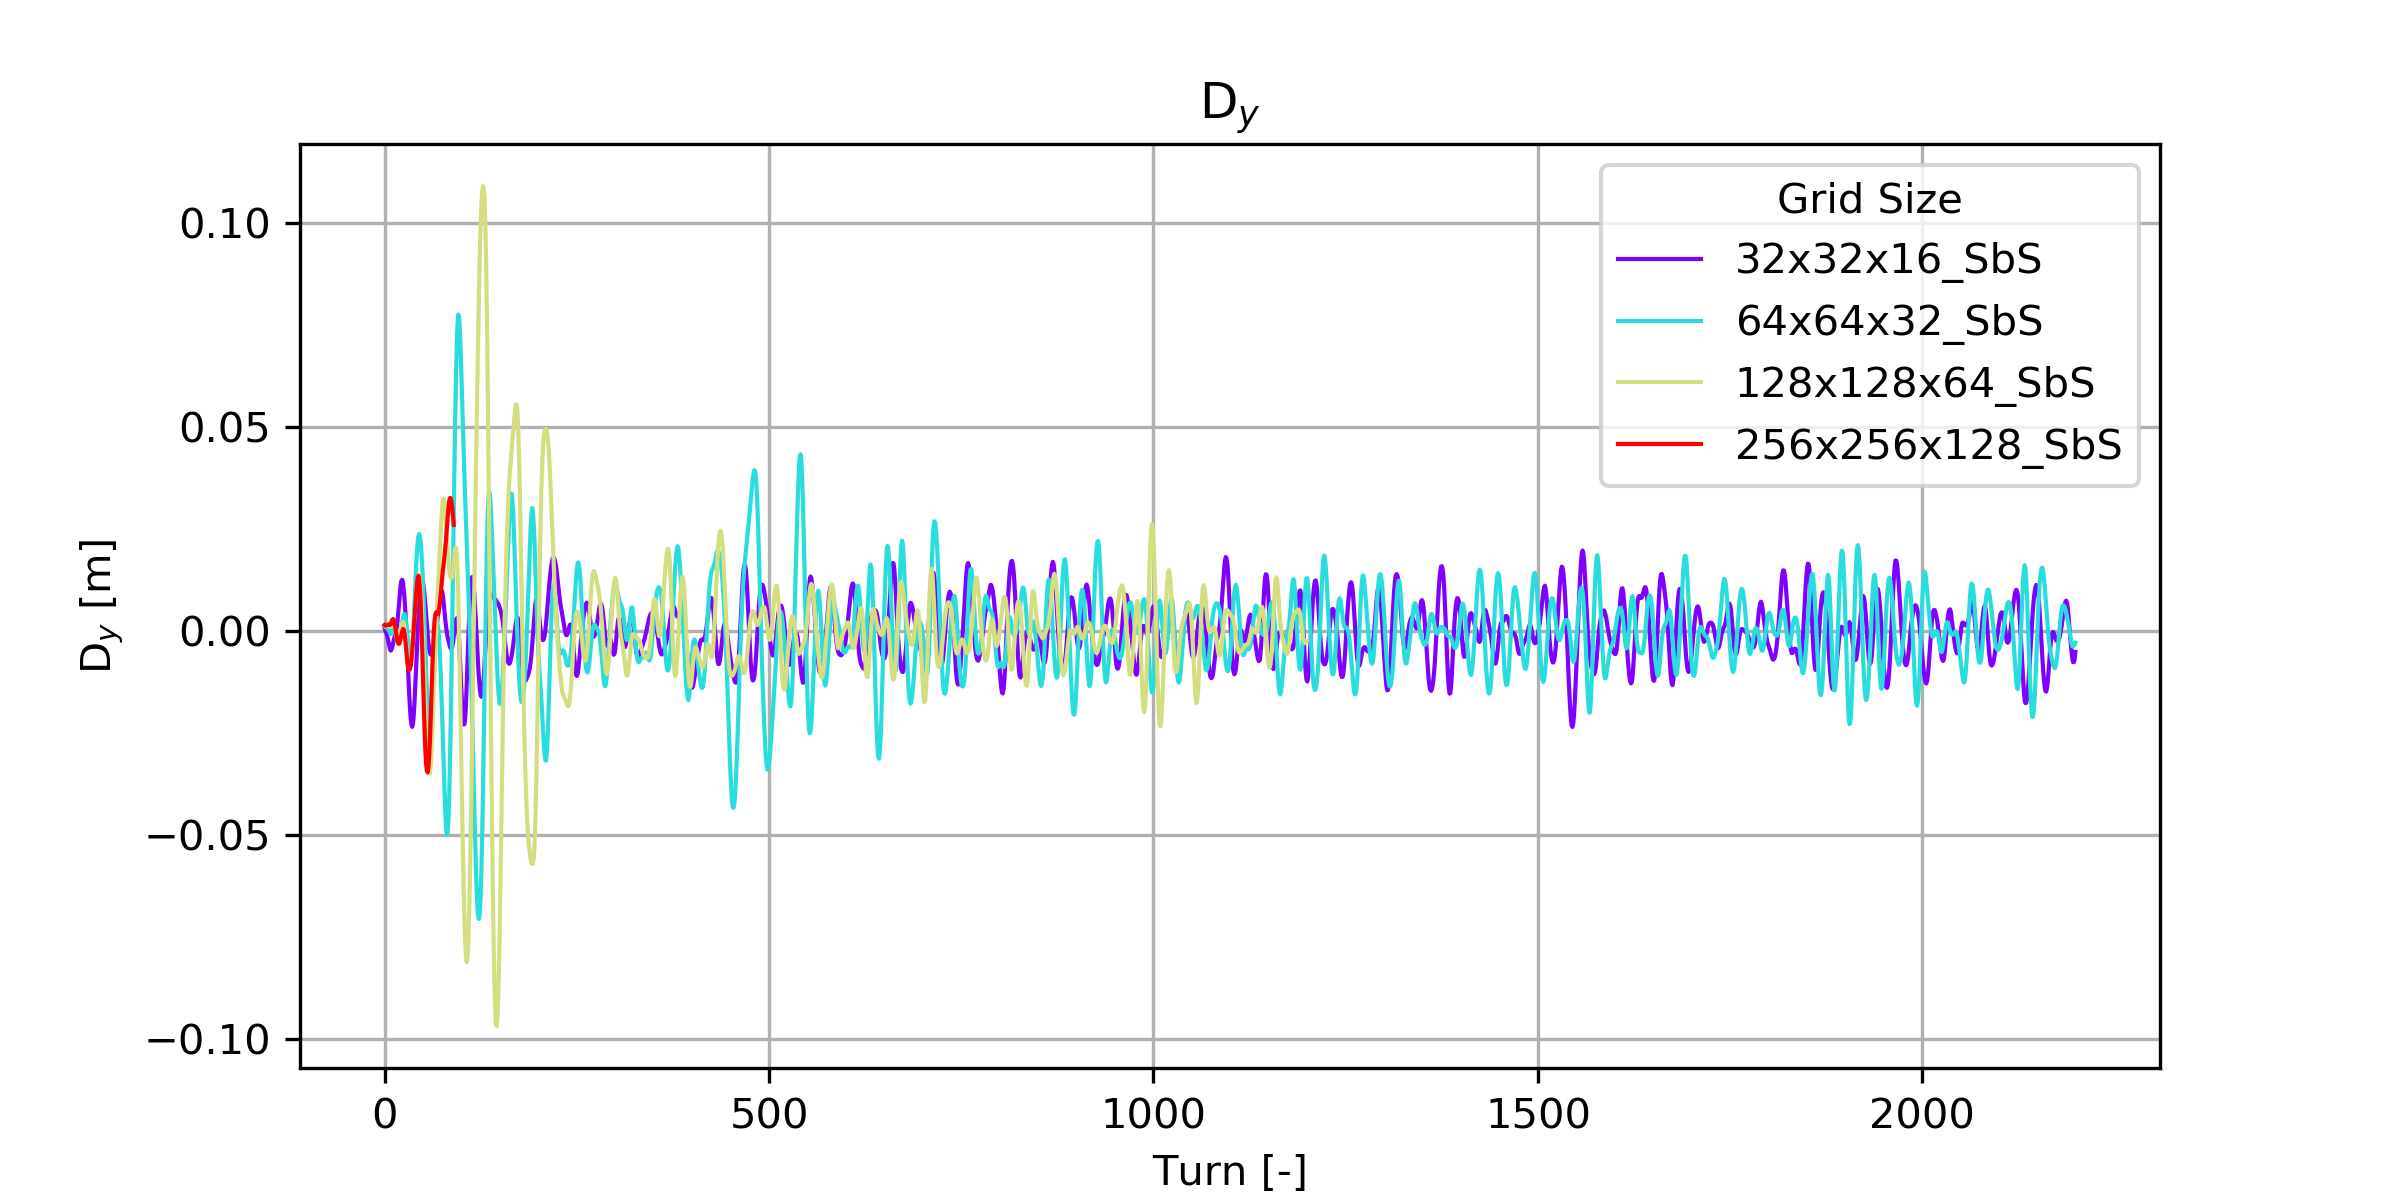 D_y
D_y [m]
0.10
0.05
0.00
−0.05
−0.10
0 500 1000 1500 2000
Turn [-]
Grid Size
32x32x16_SbS
64x64x32_SbS
128x128x64_SbS
256x256x128_SbS